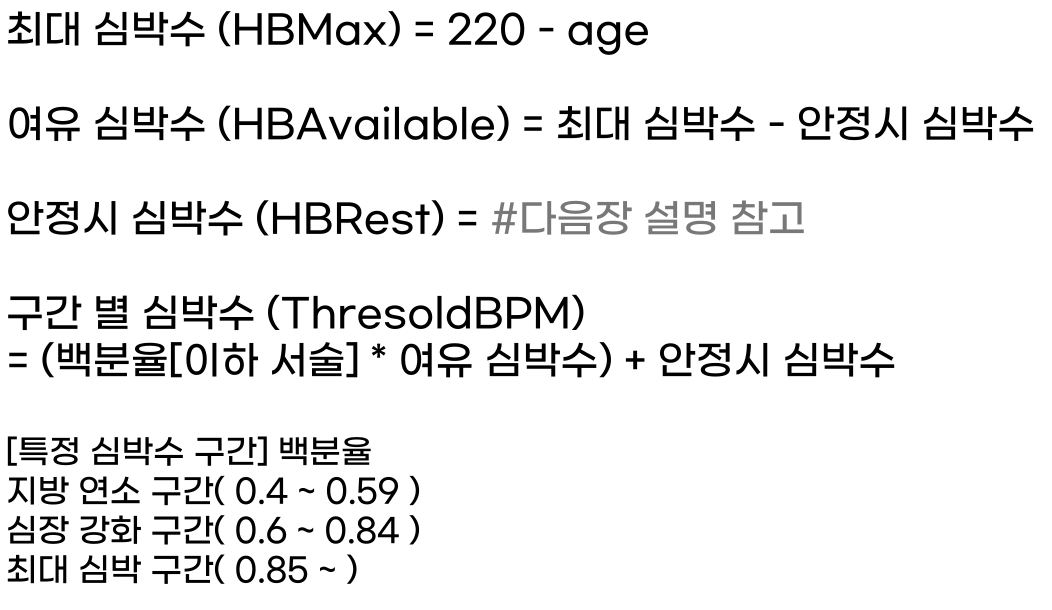 최대 심박수 (HBMax) = 220 - age
여유 심박수 (HBAvailable) = 최대 심박수 - 안정시 심박수
안정시 심박수 (HBRest) = #다음장 설명 참고
구간 별 심박수 (ThresoldBPM)
= (백분율[이하 서술] * 여유 심박수) + 안정시 심박수
[특정 심박수 구간] 백분율
지방 연소 구간( 0.4 ~ 0.59 )
심장 강화 구간( 0.6 ~ 0.84 )
최대 심박 구간( 0.85 ~ )